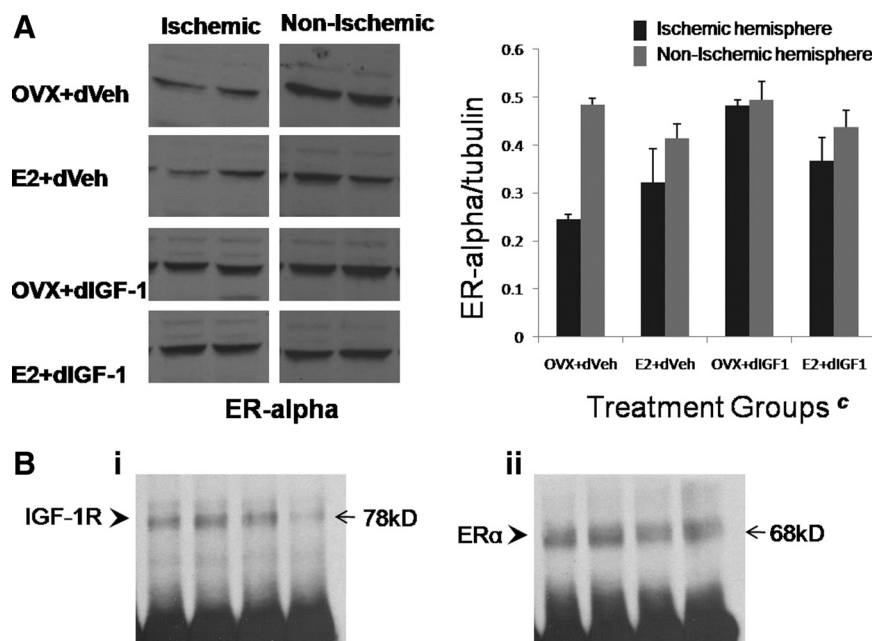 A
Ischemic
Non-Ischemic
OVX+dVeh
E2+dVeh
OVX+dIGF-1
E2+dIGF-1
ER-alpha
Ischemic hemisphere
Non-Ischemic hemisphere
ER-alpha/tubulin
0.6
0.5
0.4
0.3
0.2
0.1
0
OVX+dVeh
E2+dVeh
OVX+dIGF1
E2+dIGF1
Treatment Groups c
B
i
IGF-1R
78kD
ii
ERα
68kD